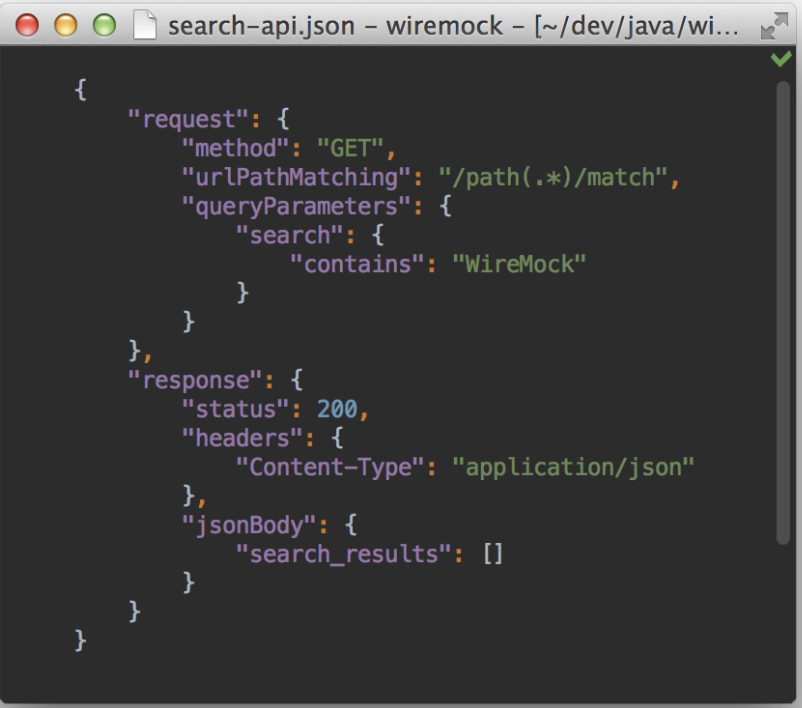 search-api.json – wiremock – [~/dev/java/wi...
{
    "request": {
        "method": "GET",
        "urlPathMatching": "/path(.*)/match",
        "queryParameters": {
            "search": {
                "contains": "WireMock"
            }
        }
    },
    "response": {
        "status": 200,
        "headers": {
            "Content-Type": "application/json"
        },
        "jsonBody": {
            "search_results": []
        }
    }
}